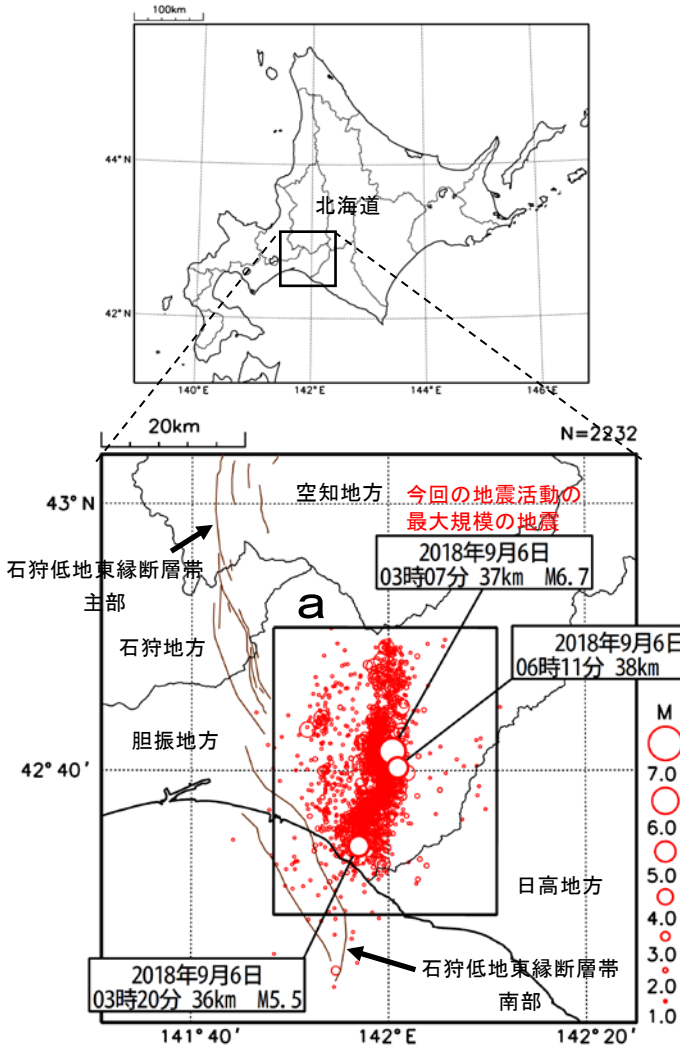 100km
44°N
北海道
42°N
140°E
142°E
144°E
146°E
20km
N=2232
43°N
空知地方
今回の地震活動の
最大規模の地震
2018年9月6日
03時07分 37km M6.7
石狩低地東縁断層帯
主部
a
2018年9月6日
06時11分 38km
石狩地方
胆振地方
M
7.0
6.0
5.0
4.0
3.0
2.0
1.0
42°40'
日高地方
2018年9月6日
03時20分 36km M5.5
石狩低地東縁断層帯
南部
141°40'
142°E
142°20'